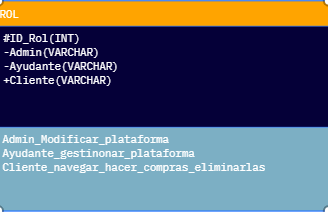 ROL
#ID_Rol(INT)
-Admin(VARCHAR)
-Ayudante(VARCHAR)
+Cliente(VARCHAR)
Admin_Modificar_plataforma
Ayudante_gestinonar_plataforma
Cliente_navegar_hacer_compras_eliminarlas